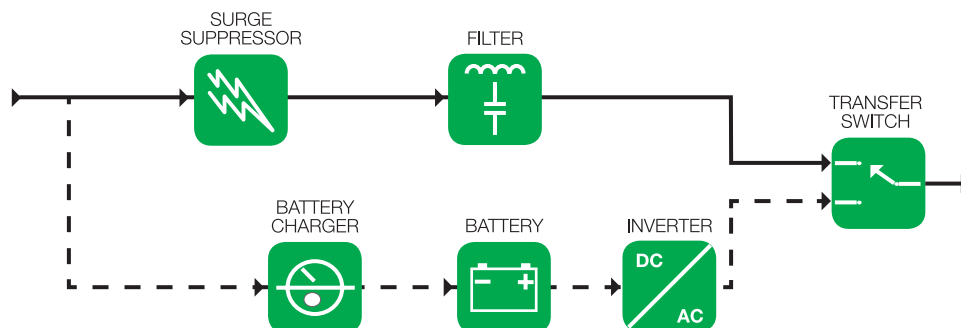 SURGE
SUPPRESSOR
FILTER
TRANSFER
SWITCH
BATTERY
CHARGER
BATTERY
INVERTER
DC
AC